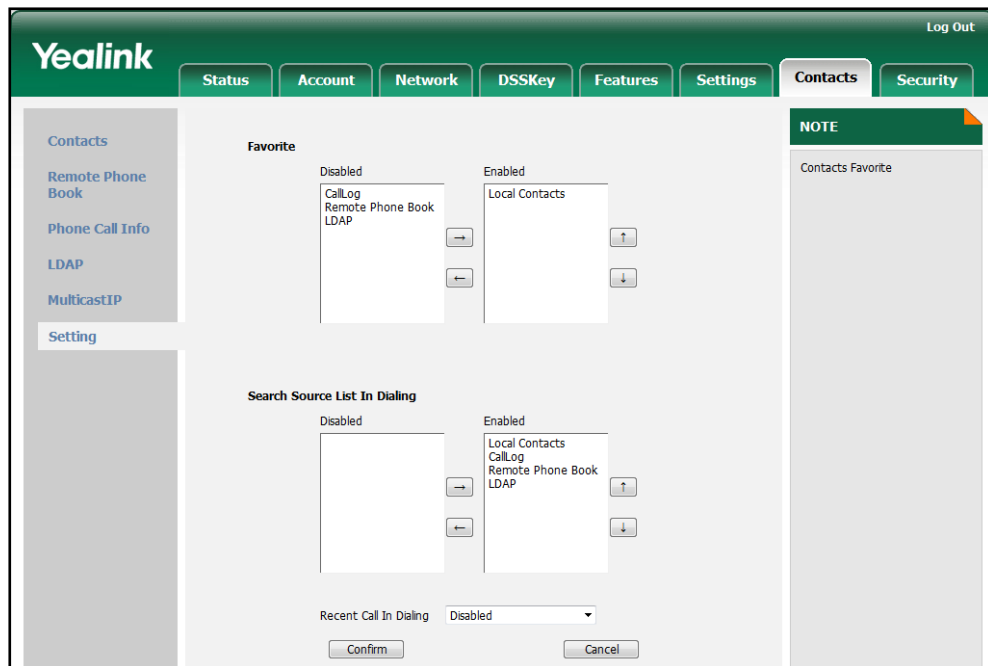 Log Out
Yealink
Status Account Network DSSKey Features Settings Contacts Security
Contacts
Remote Phone
Book
Phone Call Info
LDAP
MulticastIP
Setting
Favorite
Disabled
CallLog
Remote Phone Book
LDAP
→
←
Enabled
Local Contacts
↑
↓
Search Source List In Dialing
Disabled
→
←
Enabled
Local Contacts
CallLog
Remote Phone Book
LDAP
↑
↓
Recent Call In Dialing Disabled
Confirm Cancel
NOTE
Contacts Favorite